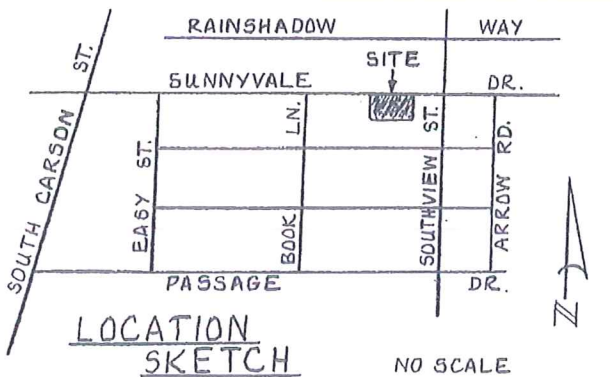 RAINSHADOW WAY
SITE
SUNNYVALE DR.
SOUTH CARSON ST.
EASY ST.
BOOK LN.
SOUTHVIEW ST.
ARROW RD.
PASSAGE DR.
LOCATION
SKETCH
NO SCALE
N